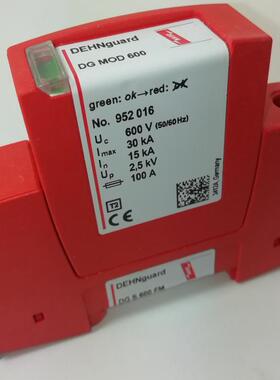 DEHNguard
DG MOD 600
green: ok→red:
No. 952 016
Uc 600 V (50/60Hz)
Imax 30 kA
In 15 kA
Up 2,5 kV
100 A
T2
CE
Germany
DEHNguard
DG S 600 FM